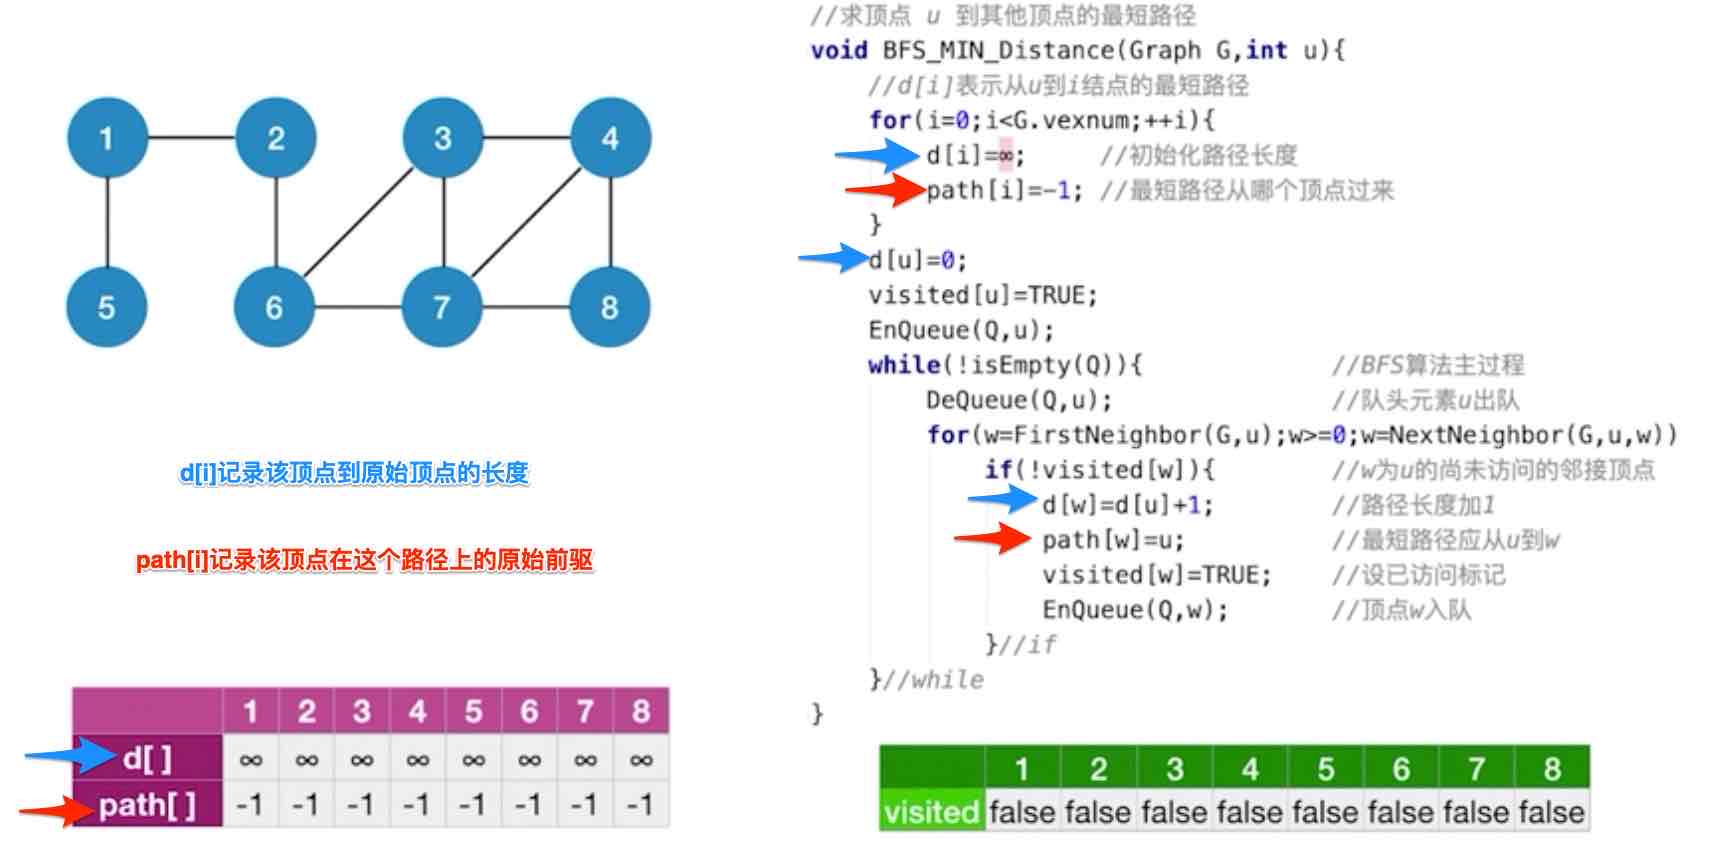 1 2 3 4
5 6 7 8
d[i]记录该顶点到原始顶点的长度
path[i]记录该顶点在这个路径上的原始前驱
1 2 3 4 5 6 7 8
d[ ] ∞ ∞ ∞ ∞ ∞ ∞ ∞ ∞
path[ ] -1 -1 -1 -1 -1 -1 -1 -1
//求顶点 u 到其他顶点的最短路径
void BFS_MIN_Distance(Graph G,int u){
//d[i]表示从u到i结点的最短路径
for(i=0;i<G.vexnum;++i){
d[i]=∞; //初始化路径长度
path[i]=-1; //最短路径从哪个顶点过来
}
d[u]=0;
visited[u]=TRUE;
EnQueue(Q,u);
while(!isEmpty(Q)){ //BFS算法主过程
DeQueue(Q,u); //队头元素u出队
for(w=FirstNeighbor(G,u);w>=0;w=NextNeighbor(G,u,w))
if(!visited[w]){ //w为u的尚未访问的邻接顶点
d[w]=d[u]+1; //路径长度加1
path[w]=u; //最短路径应从u到w
visited[w]=TRUE; //设已访问标记
EnQueue(Q,w); //顶点w入队
}//if
}//while
}
1 2 3 4 5 6 7 8
visited false false false false false false false false